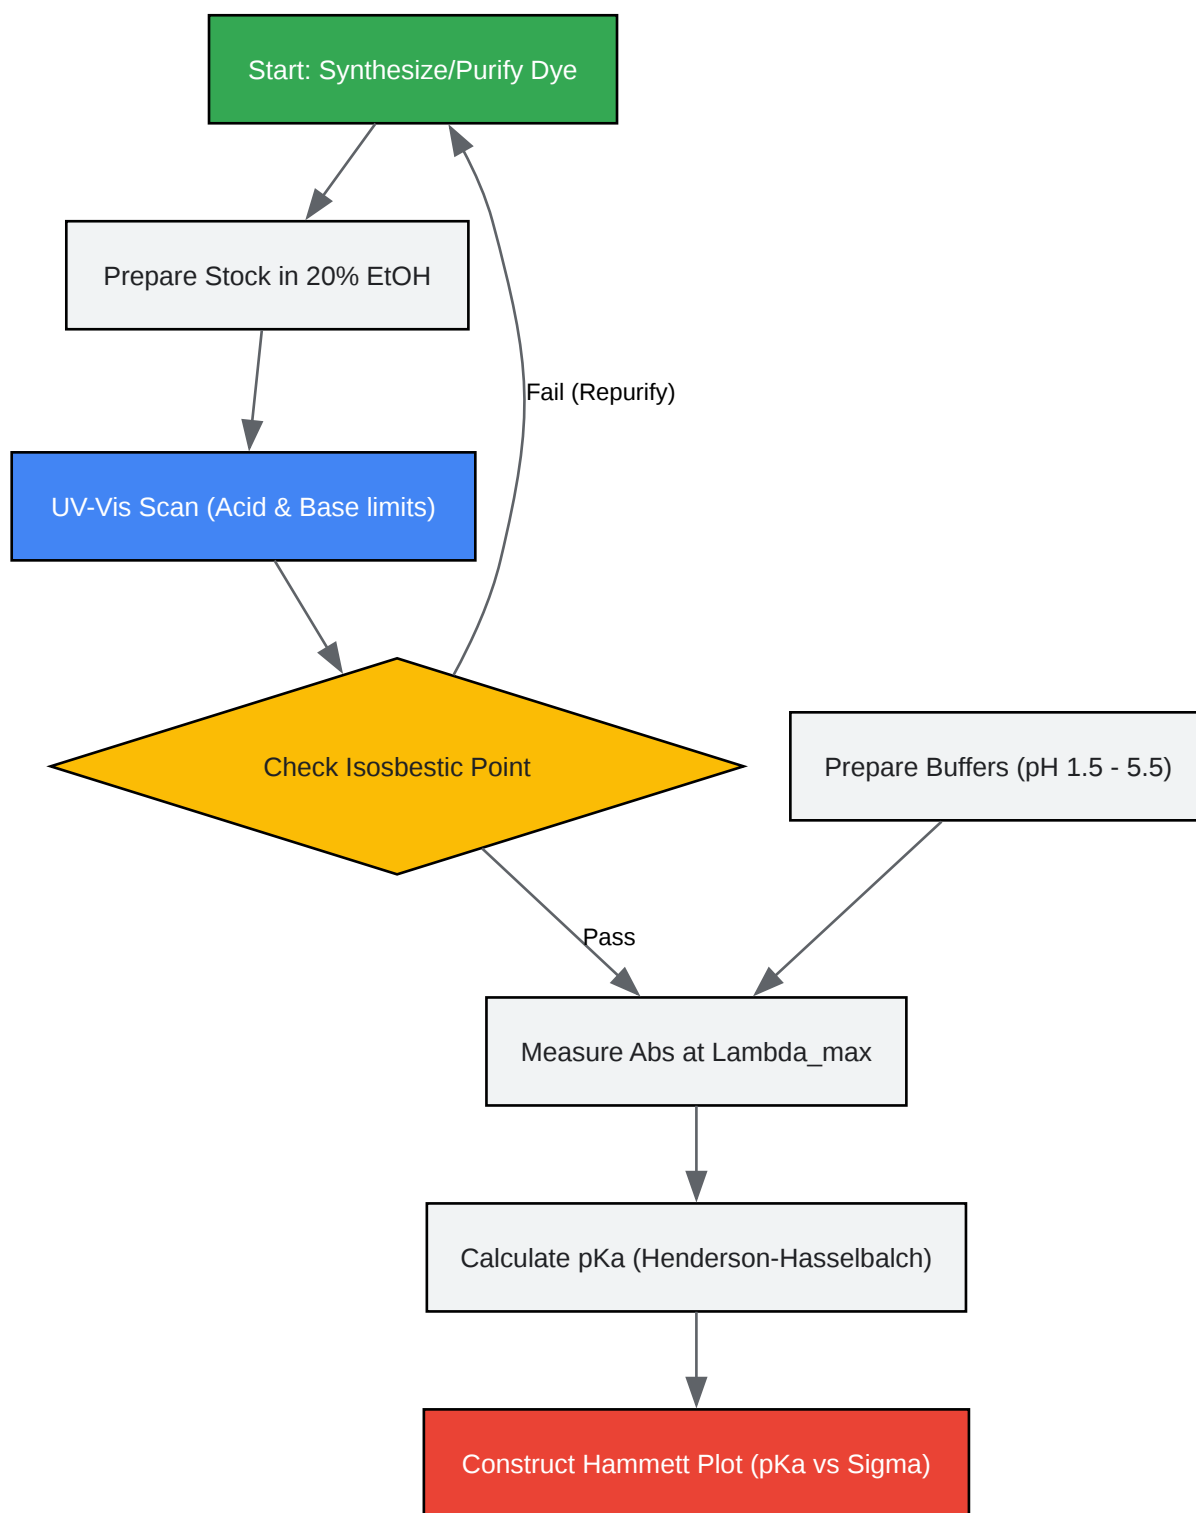 Start: Synthesize/Purify Dye
Prepare Stock in 20% EtOH
Fail (Repurify)
UV-Vis Scan (Acid & Base limits)
Check Isosbestic Point
Prepare Buffers (pH 1.5 - 5.5)
Pass
Measure Abs at Lambda_max
Calculate pKa (Henderson-Hasselbalch)
Construct Hammett Plot (pKa vs Sigma)